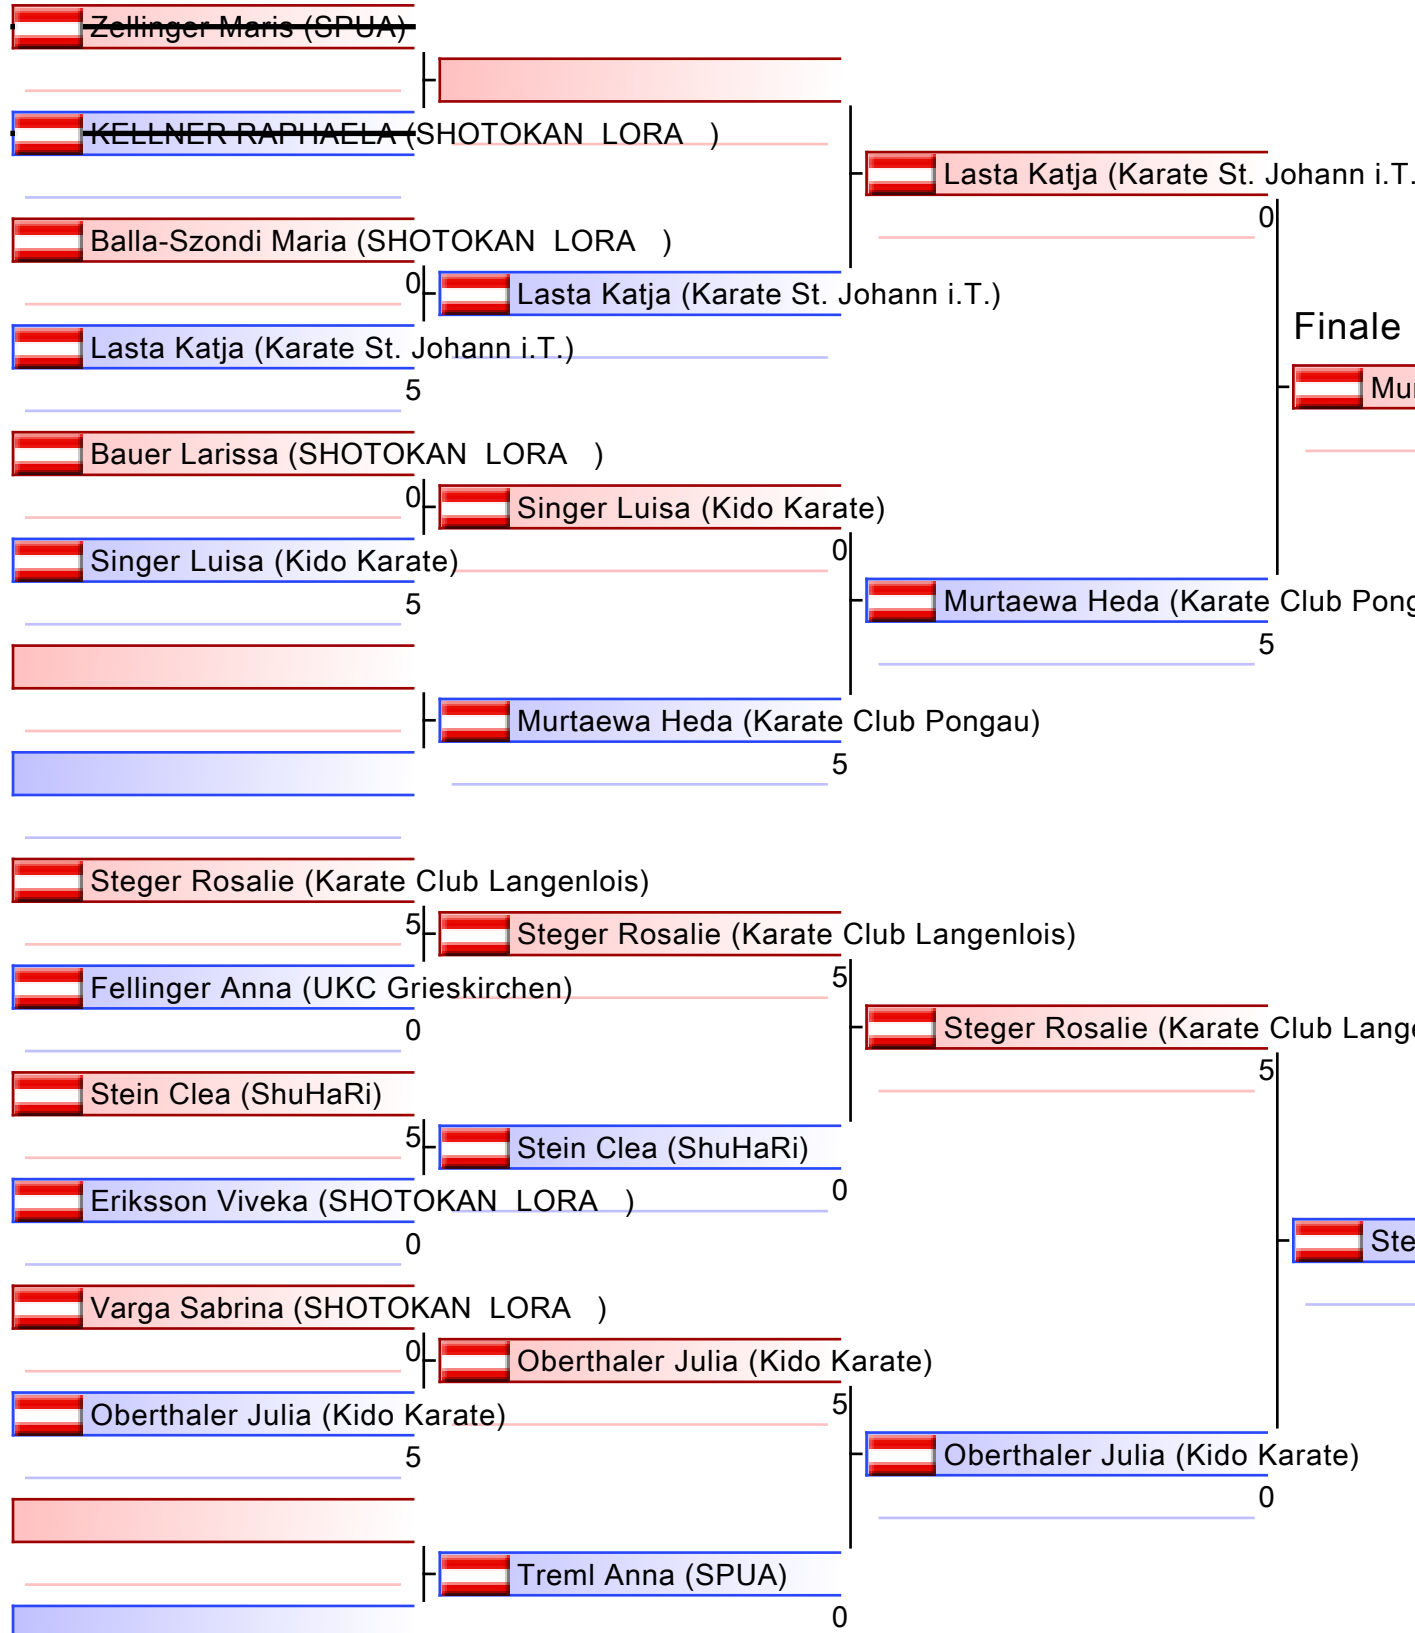 Zellinger Maris (SPUA)
KELLNER RAPHAELA (SHOTOKAN LORA )
Lasta Katja (Karate St. Johann i.T.
0
Balla-Szondi Maria (SHOTOKAN LORA )
0
Lasta Katja (Karate St. Johann i.T.)
Finale
Lasta Katja (Karate St. Johann i.T.)
5
Mur
Bauer Larissa (SHOTOKAN LORA )
0
Singer Luisa (Kido Karate)
0
Singer Luisa (Kido Karate)
5
Murtaewa Heda (Karate Club Pong
5
Murtaewa Heda (Karate Club Pongau)
5
Steger Rosalie (Karate Club Langenlois)
5
Steger Rosalie (Karate Club Langenlois)
5
Fellinger Anna (UKC Grieskirchen)
0
Steger Rosalie (Karate Club Lange
5
Stein Clea (ShuHaRi)
5
Stein Clea (ShuHaRi)
0
Eriksson Viveka (SHOTOKAN LORA )
0
Ste
Varga Sabrina (SHOTOKAN LORA )
0
Oberthaler Julia (Kido Karate)
5
Oberthaler Julia (Kido Karate)
5
Oberthaler Julia (Kido Karate)
0
Treml Anna (SPUA)
0